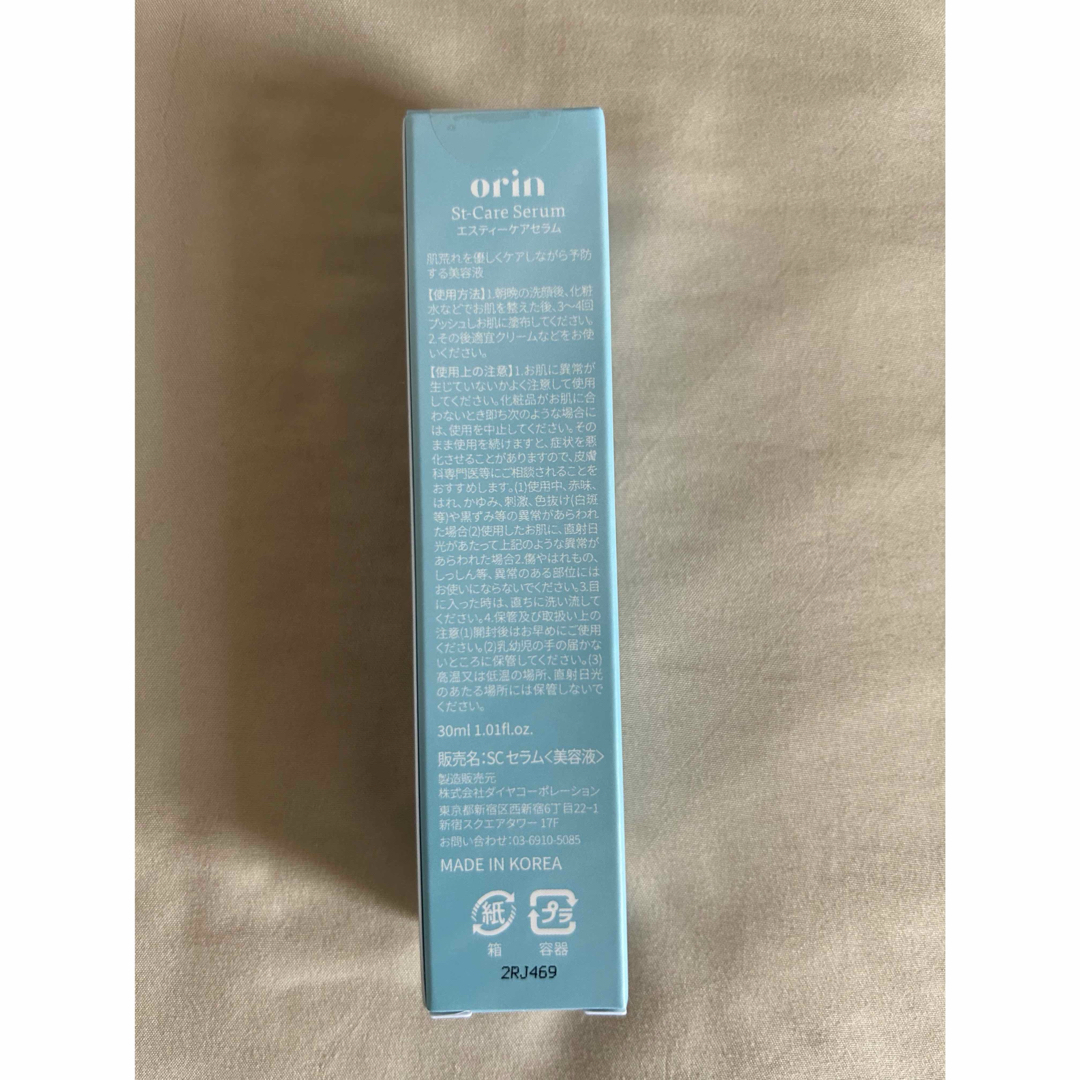 orin
St-Care Serum
エスティーケアセラム
肌荒れを優しくケアしながら予防
する美容液
【使用方法】1.朝晩の洗顔後、化粧
水などでお肌を整えた後、3〜4回
プッシュしお肌に塗布してください。
2.その後適宜クリームなどをお使
いください。
【使用上の注意】1.お肌に異常が
生じていないかよく注意して使用
してください。化粧品がお肌に合
わないとき即ち次のような場合に
は、使用を中止してください。その
まま使用を続けますと、症状を悪
化させることがありますので、皮膚
科専門医等にご相談されることを
おすすめします。(1)使用中、赤味、
はれ、かゆみ、刺激、色抜け(白斑
等)や黒ずみ等の異常があらわれ
た場合(2)使用したお肌に、直射日
光があたって上記のような異常が
あらわれた場合2.傷やはれもの、
しっしん等、異常のある部位には
お使いにならないでください。3.目
に入った時は、直ちに洗い流して
ください。4.保管及び取扱い上の
注意(1)開封後はお早めにご使用
ください。(2)乳幼児の手の届かな
いところに保管してください。(3)
高温又は低温の場所、直射日光
のあたる場所には保管しないで
ください。
30ml 1.01fl.oz.
販売名:SC セラム<美容液>
製造販売元
株式会社ダイヤコーポレーション
東京都新宿区西新宿6丁目22−1
新宿スクエアタワー 17F
お問い合わせ:03-6910-5085
MADE IN KOREA
紙 プラ
箱 容器
2RJ469